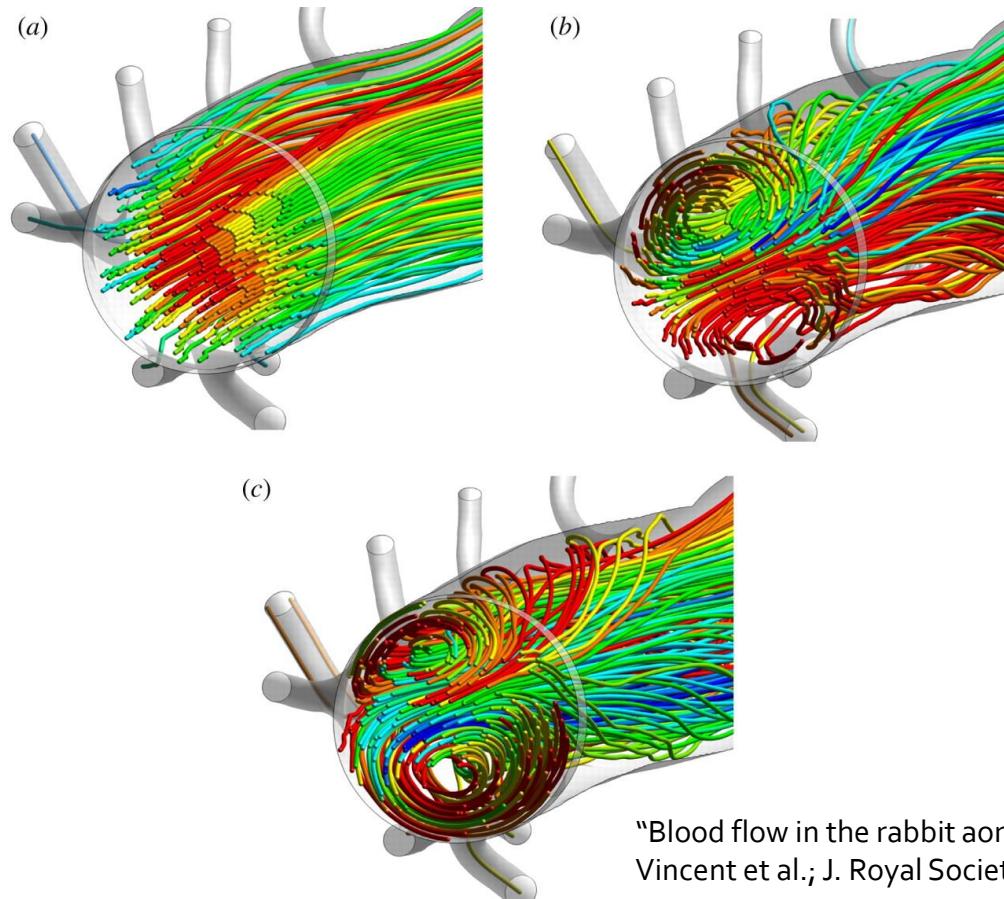 (a)
(b)
(c)
“Blood flow in the rabbit aor
Vincent et al.; J. Royal Societ